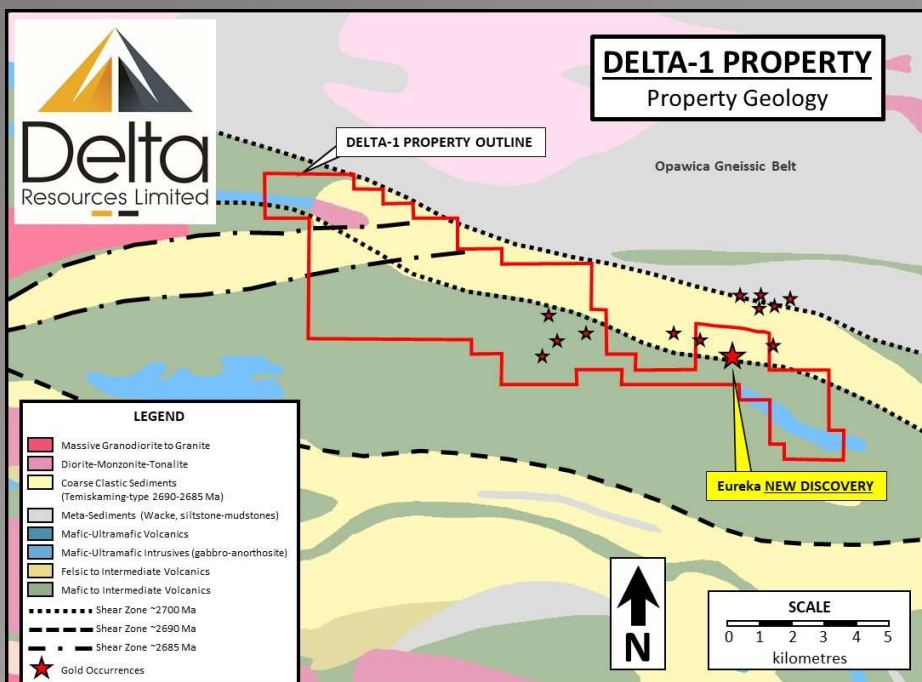 Delta
Resources Limited
DELTA-1 PROPERTY
Property Geology
DELTA-1 PROPERTY OUTLINE
Opawica Gneissic Belt
Eureka NEW DISCOVERY
LEGEND
Massive Granodiorite to Granite
Diorite-Monzonite-Tonalite
Coarse Clastic Sediments
(Temiskaming-type 2690-2685 Ma)
Meta-Sediments (Wacke, siltstone-mudstones)
Mafic-Ultramafic Volcanics
Mafic-Ultramafic Intrusives (gabbro-anorthosite)
Felsic to Intermediate Volcanics
Mafic to Intermediate Volcanics
Shear Zone ~2700 Ma
Shear Zone ~2690 Ma
Shear Zone ~2685 Ma
Gold Occurrences
N
SCALE
0 1 2 3 4 5
kilometres